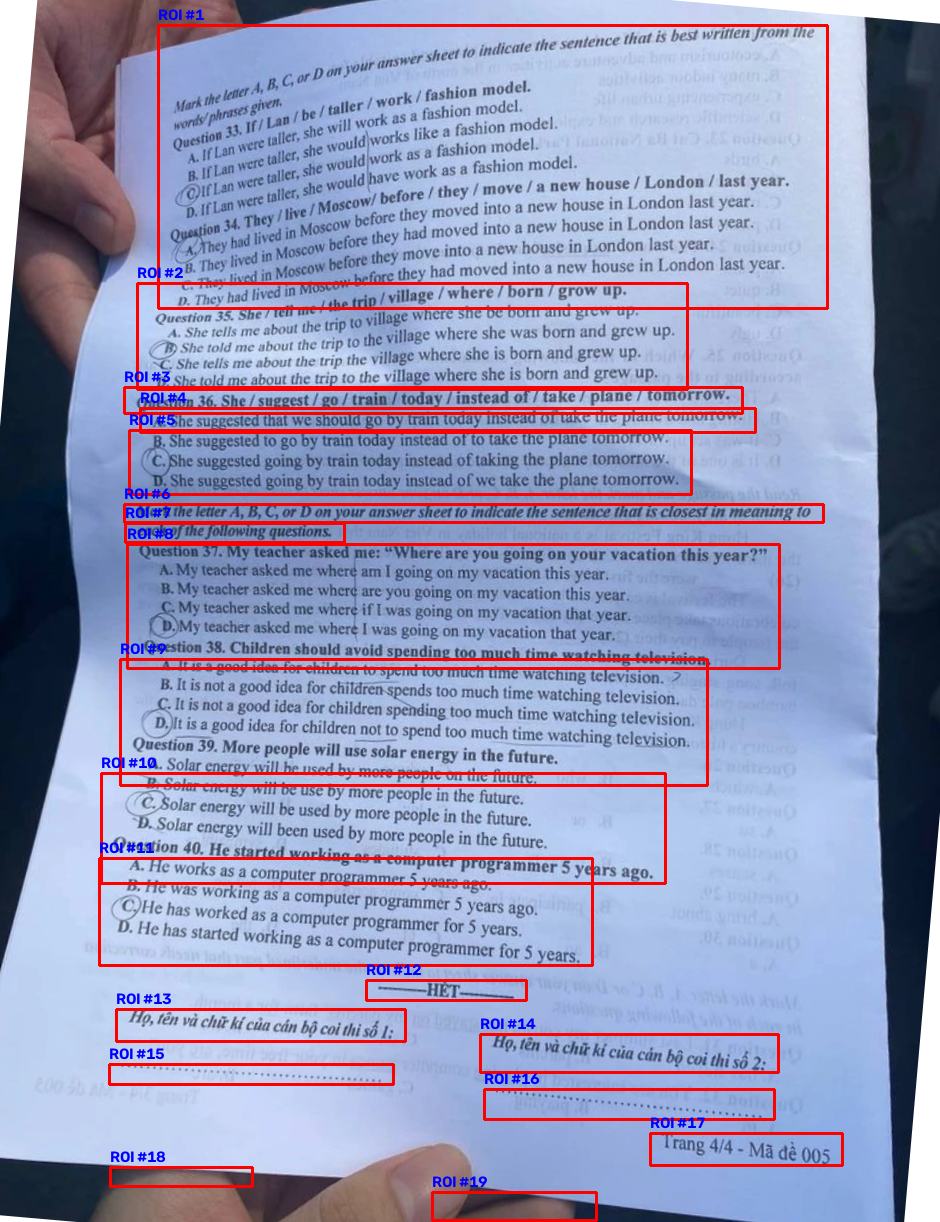 Mark the letter A, B, C, or D on your answer sheet to indicate the sentence that is best written from the
words/phrases given.
Question 33. If / Lan / be / taller / work / fashion model.
A. If Lan were taller, she will work as a fashion model.
B. If Lan were taller, she would works like a fashion model.
C. If Lan were taller, she would work as a fashion model.
D. If Lan were taller, she would have work as a fashion model.
Question 34. They / live / Moscow/ before / they / move / a new house / London / last year.
A. They had lived in Moscow before they moved into a new house in London last year.
B. They lived in Moscow before they had moved into a new house in London last year.
C. They lived in Moscow before they move into a new house in London last year.
D. They had lived in Moscow before they had moved into a new house in London last year.
Question 35. She / tell me / the trip / village / where / born / grow up.
A. She tells me about the trip to village where she be born and grew up.
B. She told me about the trip to the village where she was born and grew up.
C. She tells me about the trip the village where she is born and grew up.
D. She told me about the trip to the village where she is born and grew up.
Question 36. She / suggest / go / train / today / instead of / take / plane / tomorrow.
A. She suggested that we should go by train today instead of take the plane tomorrow.
B. She suggested to go by train today instead of to take the plane tomorrow.
C. She suggested going by train today instead of taking the plane tomorrow.
D. She suggested going by train today instead of we take the plane tomorrow.
Mark the letter A, B, C, or D on your answer sheet to indicate the sentence that is closest in meaning to
each of the following questions.
Question 37. My teacher asked me: “Where are you going on your vacation this year?”
A. My teacher asked me where am I going on my vacation this year.
B. My teacher asked me where are you going on my vacation this year.
C. My teacher asked me where if I was going on my vacation that year.
D. My teacher asked me where I was going on my vacation that year.
Question 38. Children should avoid spending too much time watching television.
A. It is a good idea for children to spend too much time watching television. ?
B. It is not a good idea for children spends too much time watching television.
C. It is not a good idea for children spending too much time watching television.
D. It is a good idea for children not to spend too much time watching television.
Question 39. More people will use solar energy in the future.
A. Solar energy will be used by more people on the future.
B. Solar energy will be use by more people in the future.
C. Solar energy will be used by more people in the future.
D. Solar energy will been used by more people in the future.
Question 40. He started working as a computer programmer 5 years ago.
A. He works as a computer programmer 5 years ago.
B. He was working as a computer programmer 5 years ago.
C. He has worked as a computer programmer for 5 years.
D. He has started working as a computer programmer for 5 years.
----------HẾT----------
Họ, tên và chữ kí của cán bộ coi thi số 1:
Họ, tên và chữ kí của cán bộ coi thi số 2:
Trang 4/4 - Mã đề 005